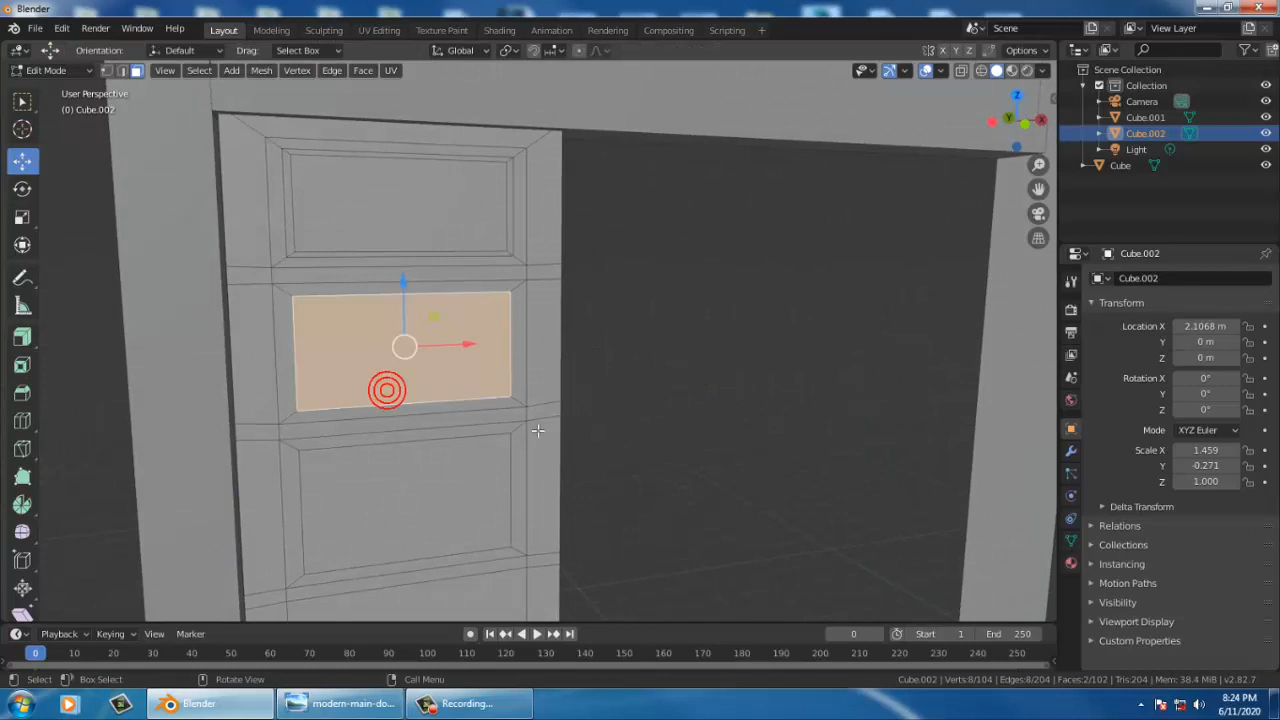 Blender
File Edit Render Window Help Layout Modeling Sculpting UV Editing Texture Paint Shading Animation Rendering Compositing Scripting + Scene View Layer
Orientation: Default Drag: Select Box Global X Y Z Options
Edit Mode View Select Add Mesh Vertex Edge Face UV
Scene Collection
Collection
Camera
Cube.001
Cube.002
Light
Cube
User Perspective
(0) Cube.002
Z
Y
X
Cube.002
Cube.002
Transform
Location X 2.1068 m
Y 0 m
Z 0 m
Rotation X 0°
Y 0°
Z 0°
Mode XYZ Euler
Scale X 1.459
Y -0.271
Z 1.000
Delta Transform
Relations
Collections
Instancing
Motion Paths
Visibility
Viewport Display
Custom Properties
Playback Keying View Marker 0 Start 1 End 250
0 10 20 30 40 50 60 70 80 90 100 110 120 130 140 150 160 170 180 190 200 210 220 230 240 250
Select Box Select Rotate View Call Menu Cube.002 | Verts:8/104 | Edges:8/204 | Faces:2/102 | Tris:204 | Mem: 38.4 MiB | v2.82.7
Blender modern-main-do... Recording...
8:24 PM
6/11/2020